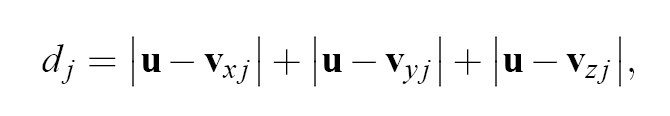 d_j = |u − v_{xj}| + |u − v_{yj}| + |u − v_{zj}|,